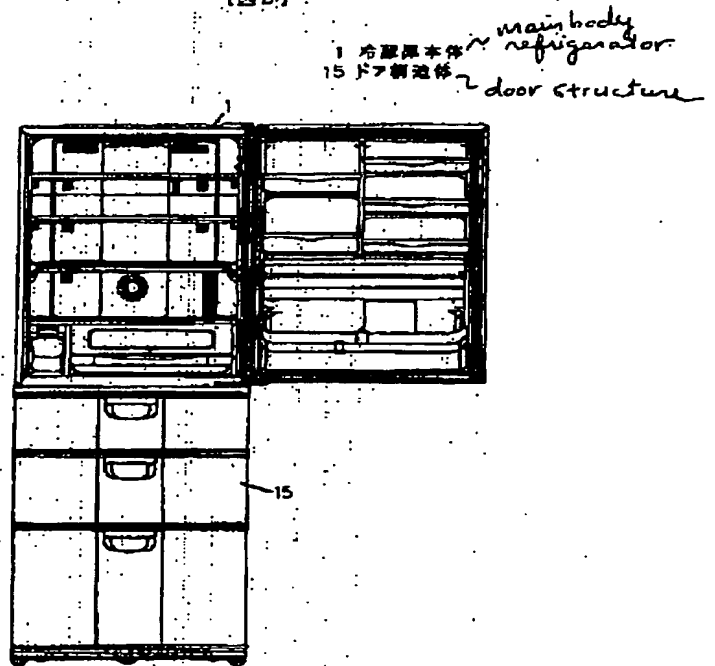 main body
refrigerator
1 冷蔵庫本体
15 ドア構造体
door structure
1
15